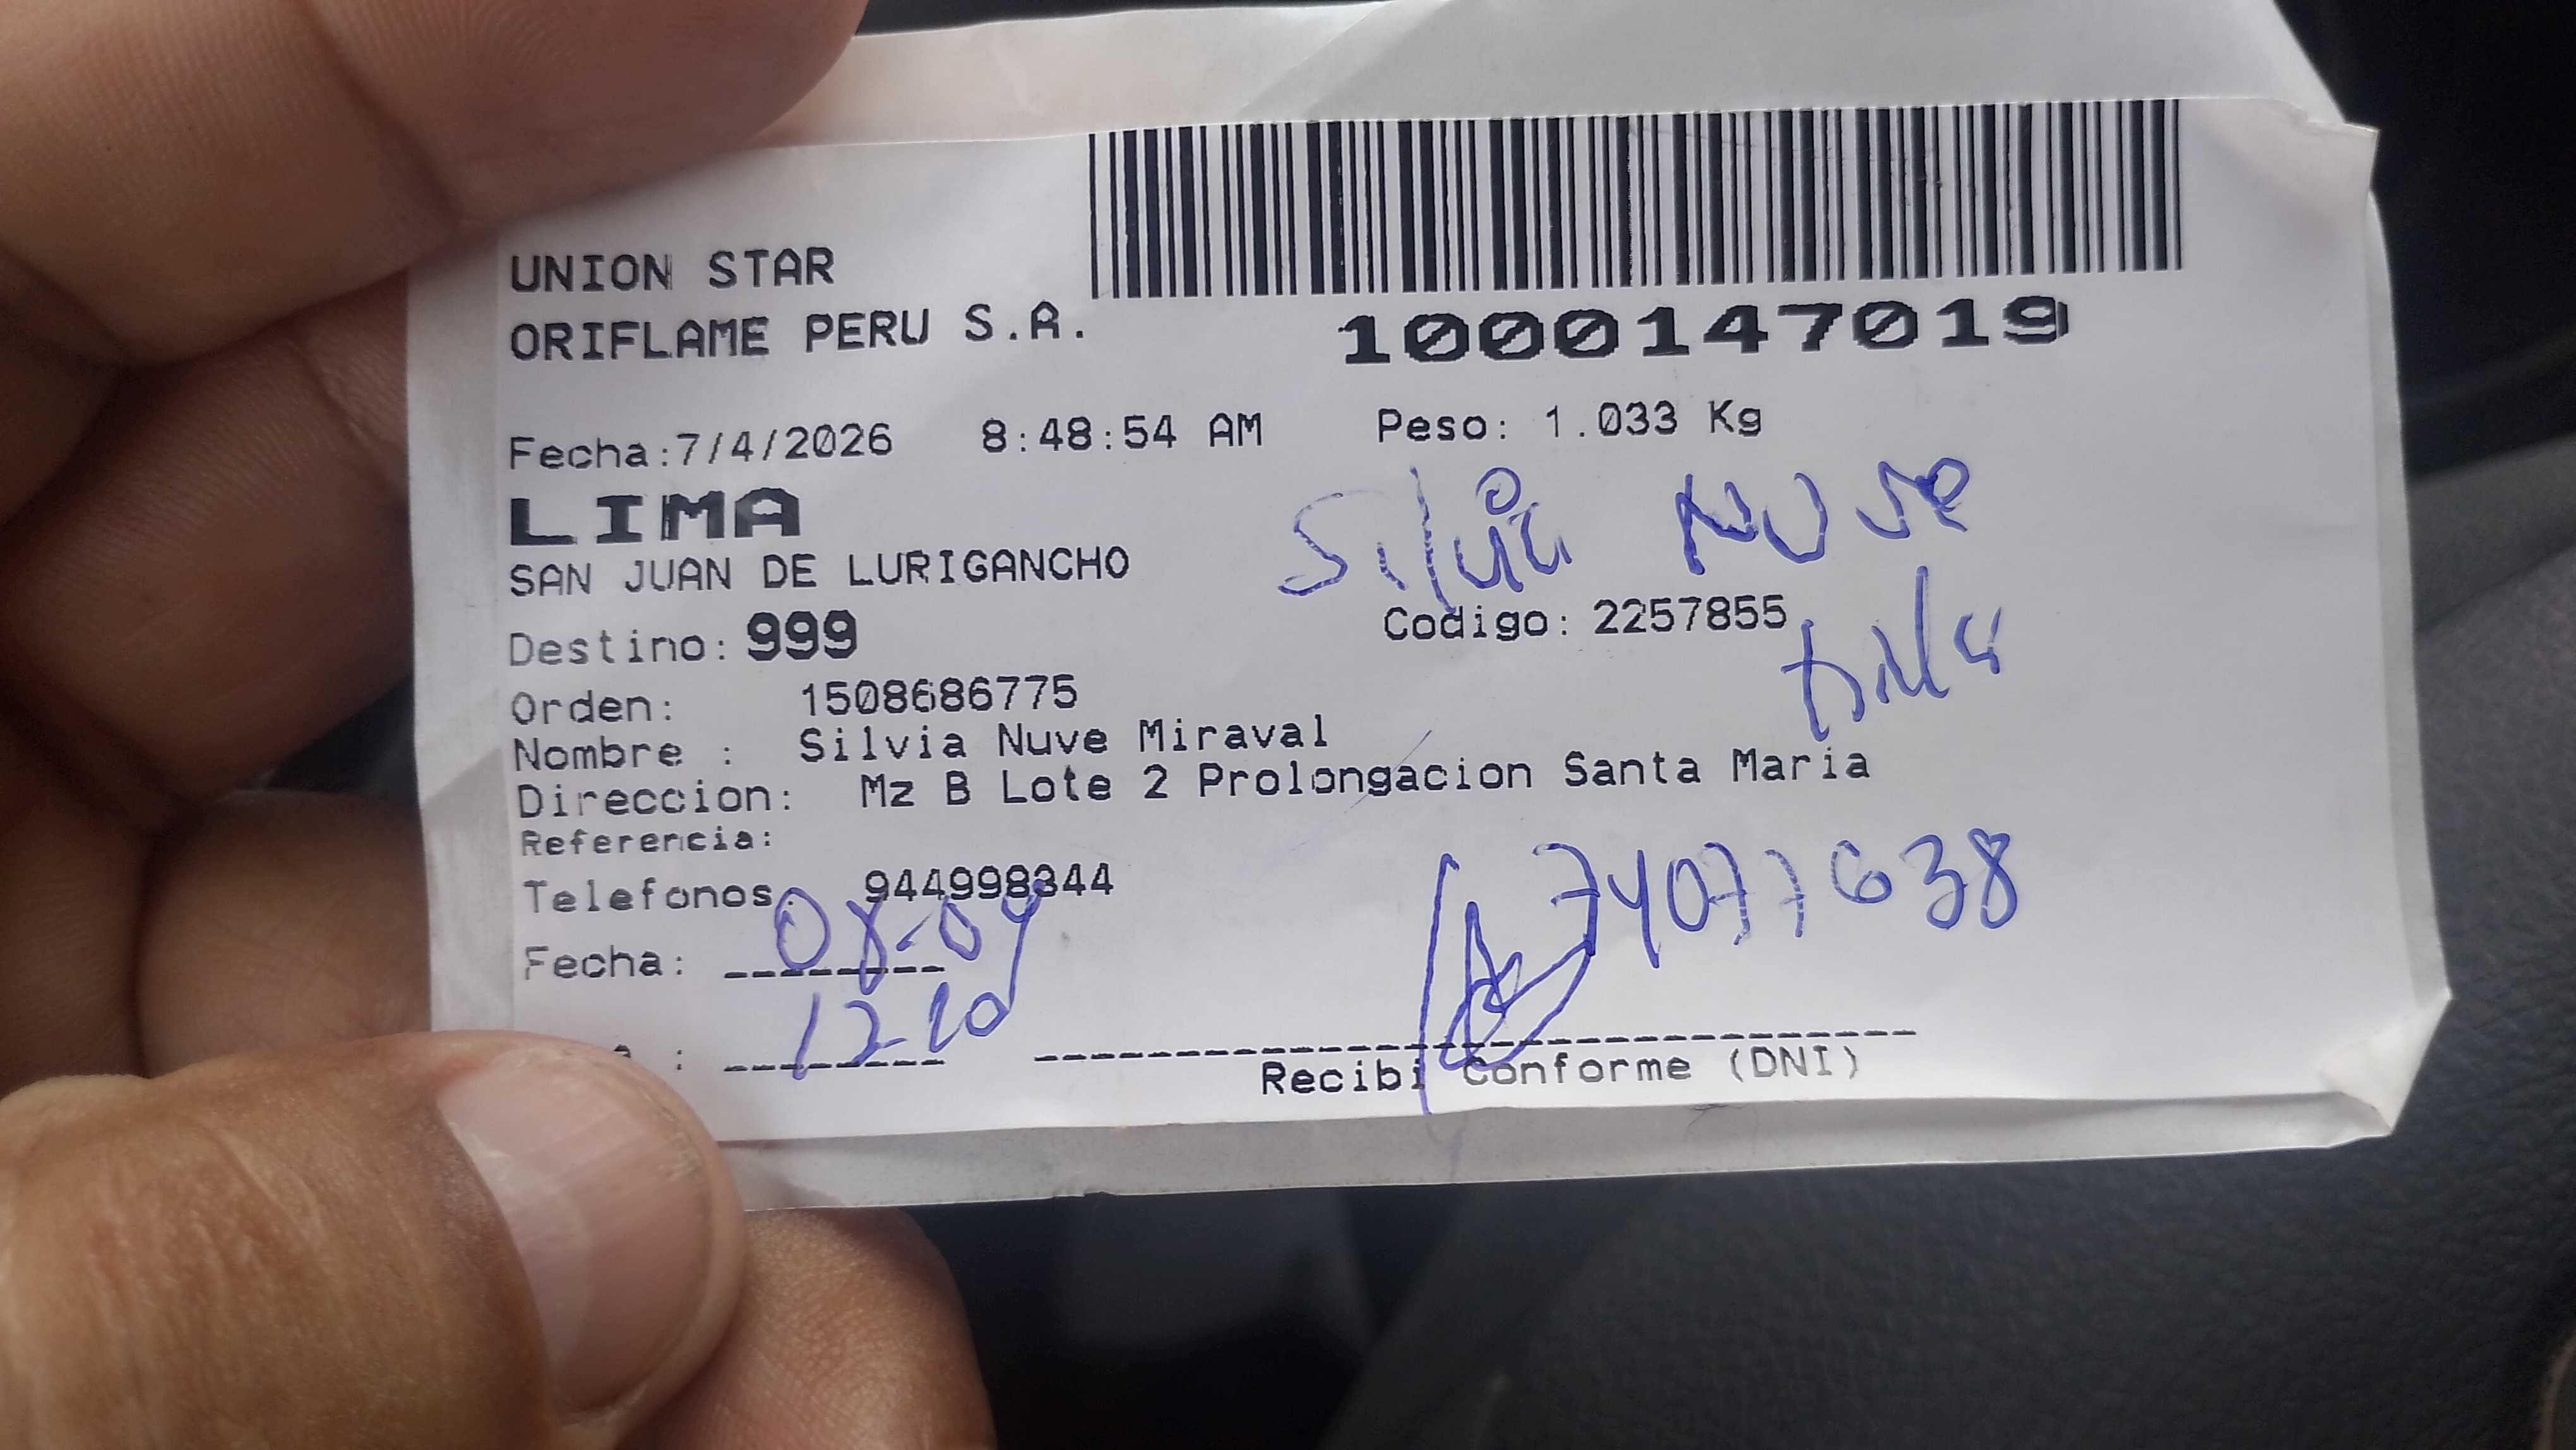 UNION STAR
ORIFLAME PERU S.A.
1000147019
Fecha:7/4/2026 8:48:54 AM Peso: 1.033 Kg
LIMA
Silvia Nuve
SAN JUAN DE LURIGANCHO
Codigo: 2257855
Destino: 999
Orden: 1508686775
Nombre : Silvia Nuve Miraval
Direccion: Mz B Lote 2 Prolongacion Santa Maria
Referencia:
Telefonos. 944998344
74077638
Fecha: 08-04
: 12 20
Recibi Conforme (DNI)